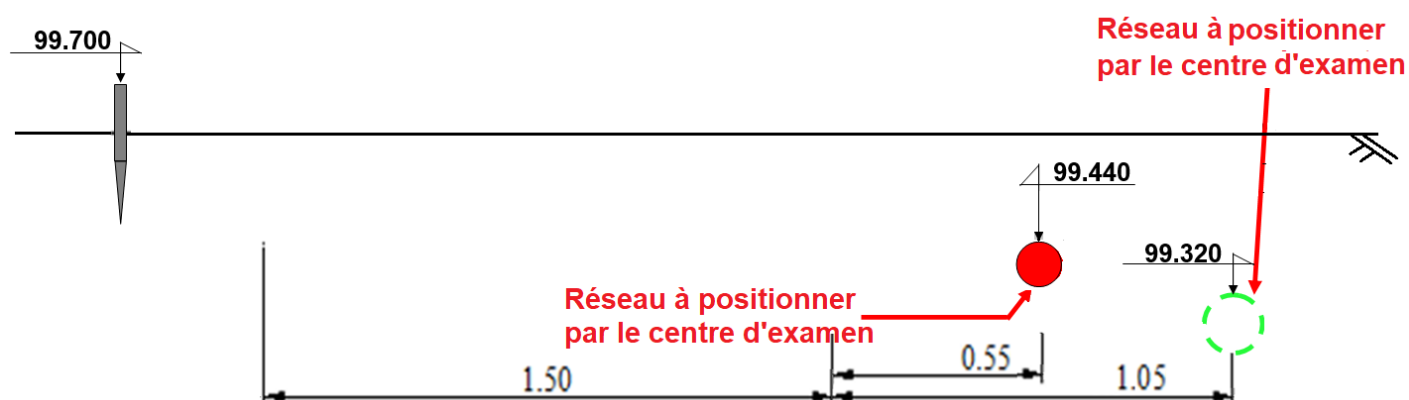 Réseau à positionner
par le centre d'examen
99.700
99.440
99.320
Réseau à positionner
par le centre d'examen
0.55
1.50
1.05